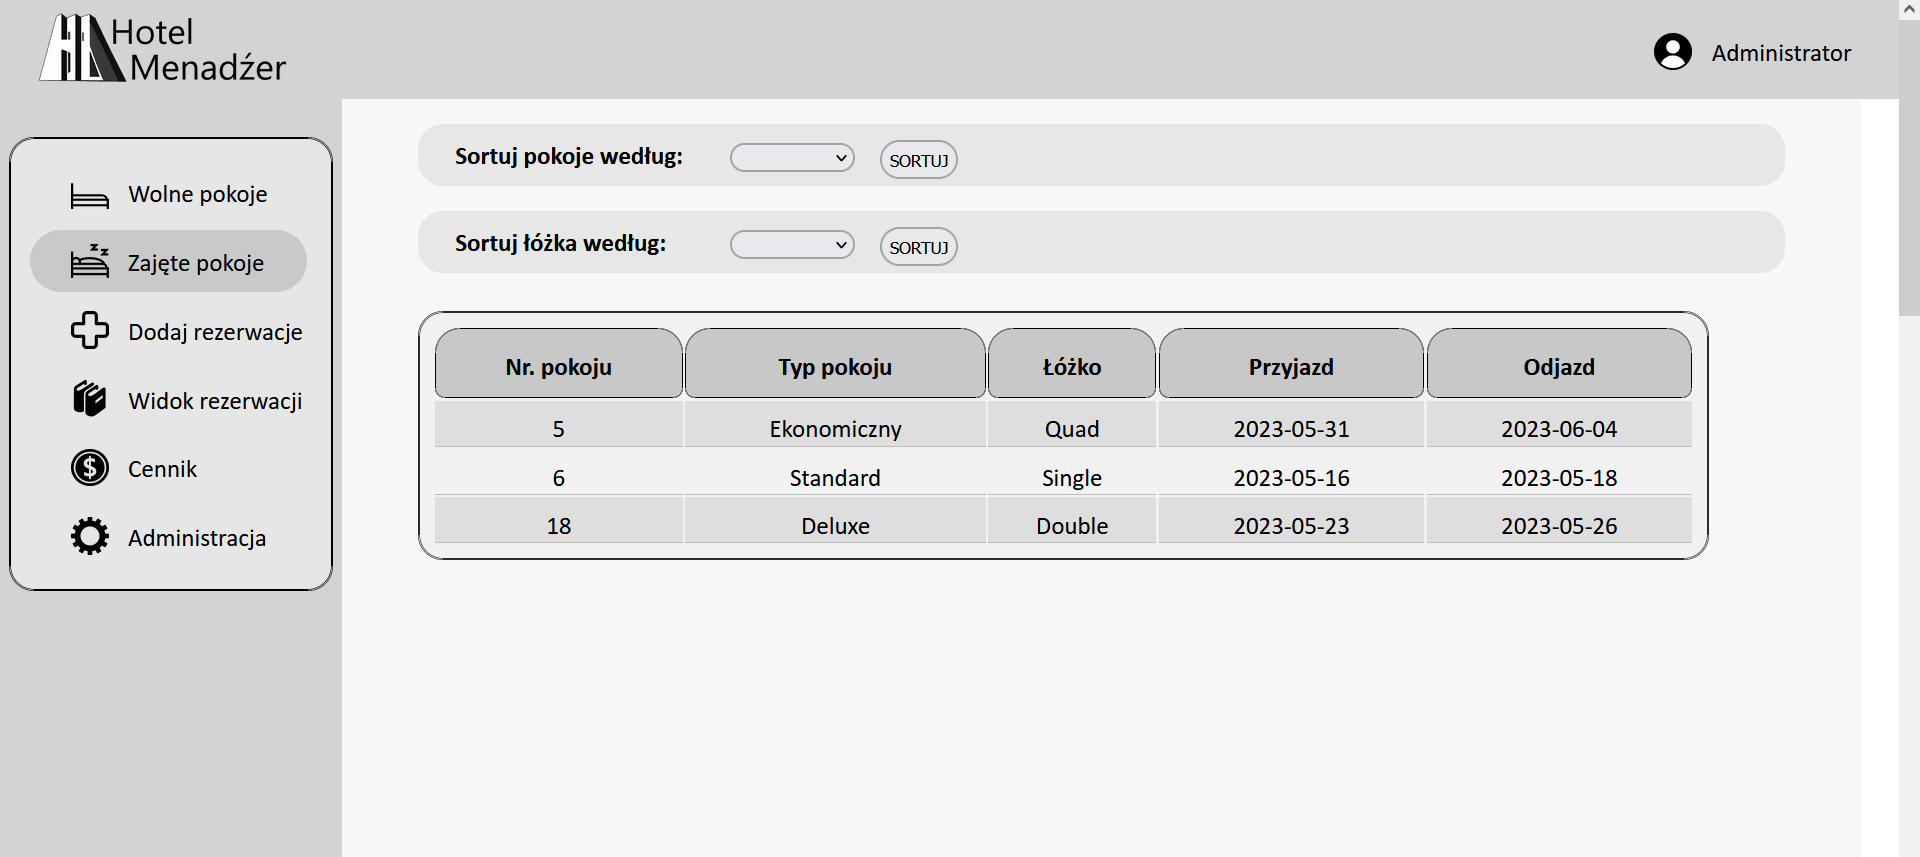 Hotel
Menadźer
Administrator
Wolne pokoje
Zajęte pokoje
Dodaj rezerwacje
Widok rezerwacji
Cennik
Administracja
Sortuj pokoje według:
SORTUJ
Sortuj łóżka według:
SORTUJ
Nr. pokoju Typ pokoju Łóżko Przyjazd Odjazd
5 Ekonomiczny Quad 2023-05-31 2023-06-04
6 Standard Single 2023-05-16 2023-05-18
18 Deluxe Double 2023-05-23 2023-05-26